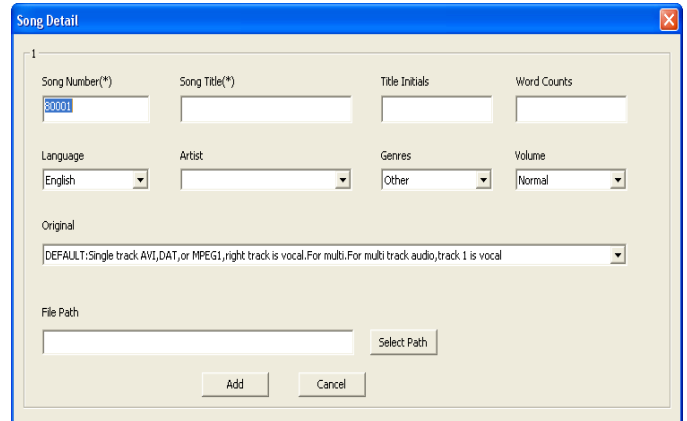 Song Detail
1
Song Number(*) Song Title(*) Title Initials Word Counts
80001
Language Artist Genres Volume
English Other Normal
Original
DEFAULT:Single track AVI,DAT,or MPEG1,right track is vocal.For multi.For multi track audio,track 1 is vocal
File Path
Select Path
Add Cancel